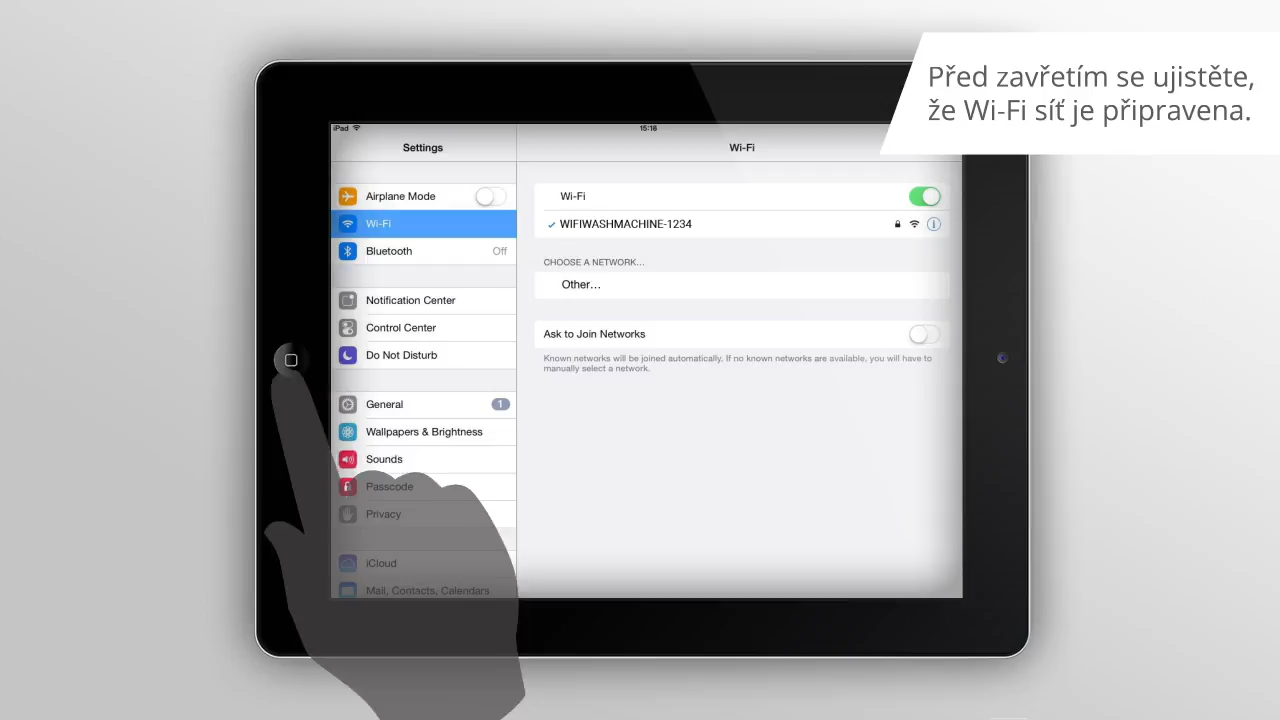 Před zavřetím se ujistěte,
že Wi-Fi síť je připravena.
iPad
15:16
Settings
Wi-Fi
Airplane Mode
Wi-Fi
Bluetooth Off
Notification Center
Control Center
Do Not Disturb
General 1
Wallpapers & Brightness
Sounds
Passcode
Privacy
iCloud
Mail, Contacts, Calendars
Wi-Fi
WIFIWASHMACHINE-1234
CHOOSE A NETWORK...
Other...
Ask to Join Networks
Known networks will be joined automatically. If no known networks are available, you will have to
manually select a network.